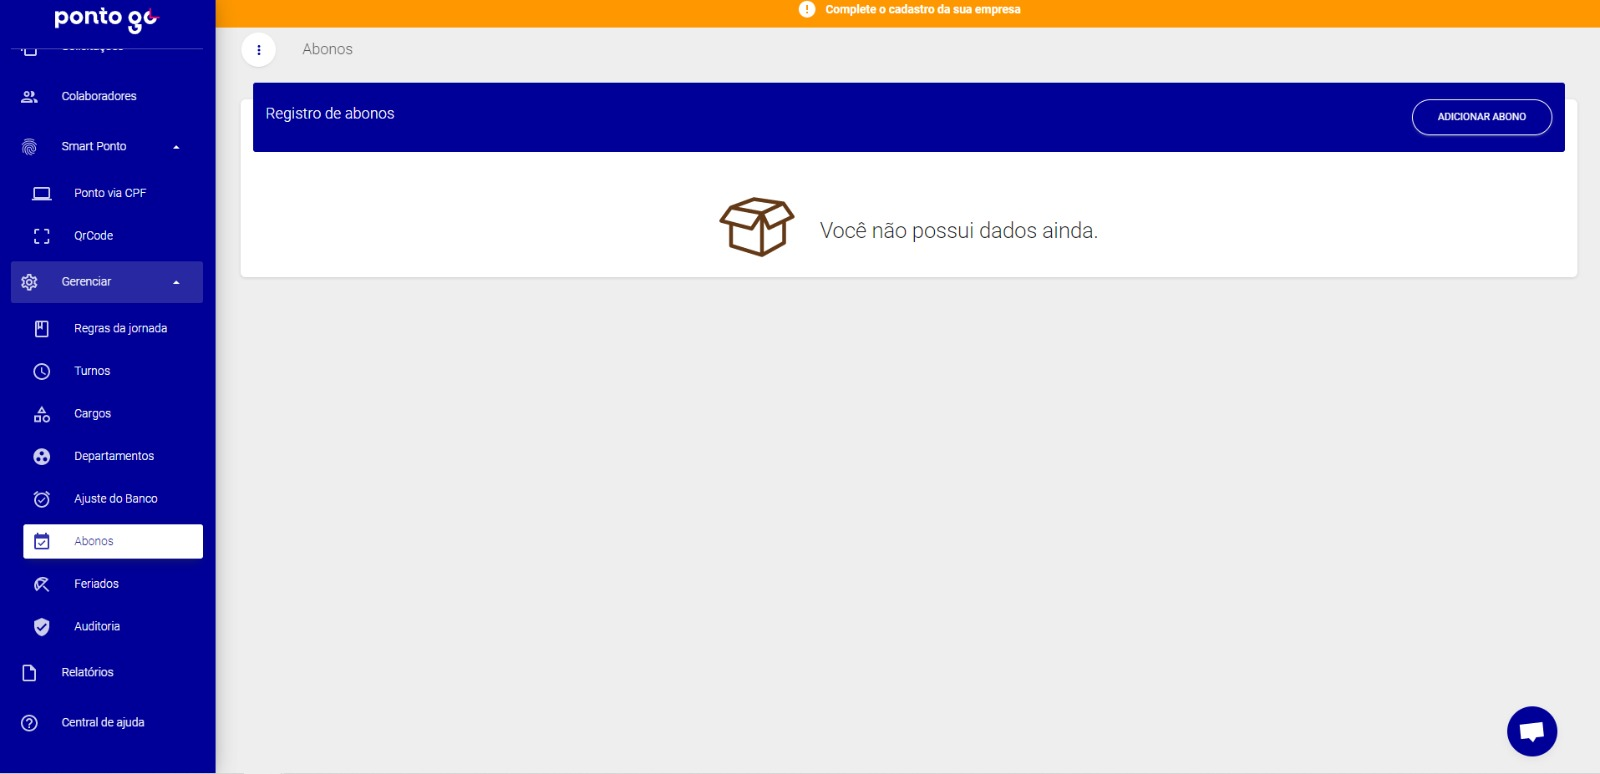 ponto go
Complete o cadastro da sua empresa
Solicitações
Abonos
Colaboradores
Smart Ponto
Ponto via CPF
QrCode
Gerenciar
Regras da jornada
Turnos
Cargos
Departamentos
Ajuste do Banco
Abonos
Feriados
Auditoria
Relatórios
Central de ajuda
Registro de abonos
ADICIONAR ABONO
Você não possui dados ainda.